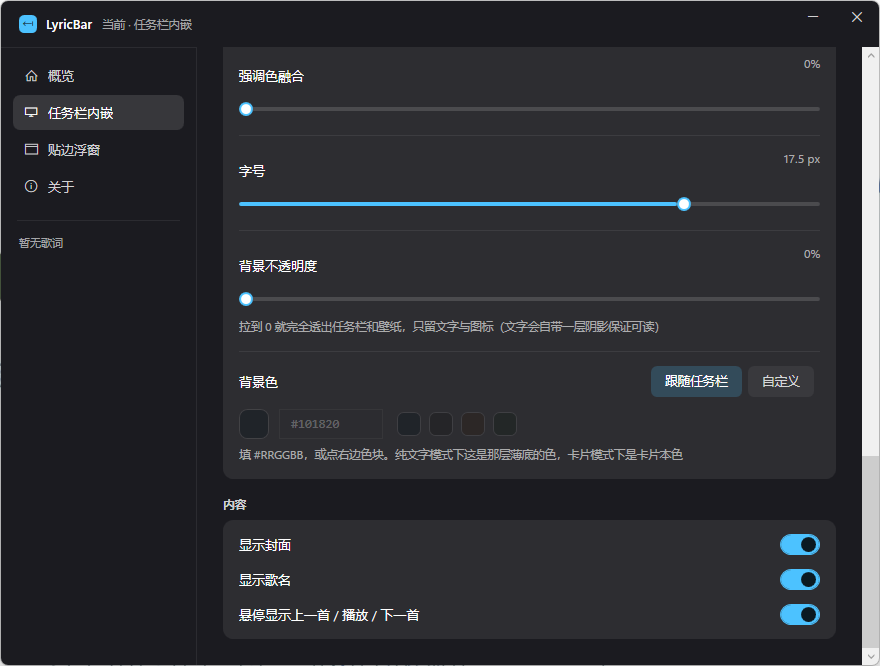 LyricBar 当前 · 任务栏内嵌
概览
任务栏内嵌
贴边浮窗
关于
暂无歌词
强调色融合 0%
字号 17.5 px
背景不透明度 0%
拉到 0 就完全透出任务栏和壁纸，只留文字与图标（文字会自带一层阴影保证可读）
背景色 跟随任务栏 自定义
#101820
填 #RRGGBB，或点右边色块。纯文字模式下这是那层薄底的色，卡片模式下是卡片本色
内容
显示封面
显示歌名
悬停显示上一首 / 播放 / 下一首